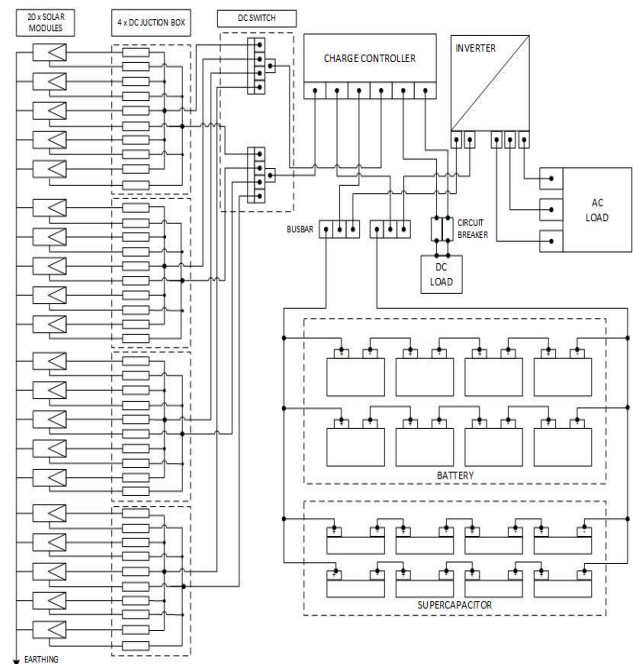 20 x SOLAR
MODULES
4 x DC JUCTION BOX
DC SWITCH
CHARGE CONTROLLER
INVERTER
AC
LOAD
BUSBAR
CIRCUIT
BREAKER
DC
LOAD
BATTERY
SUPERCAPACITOR
EARTHING